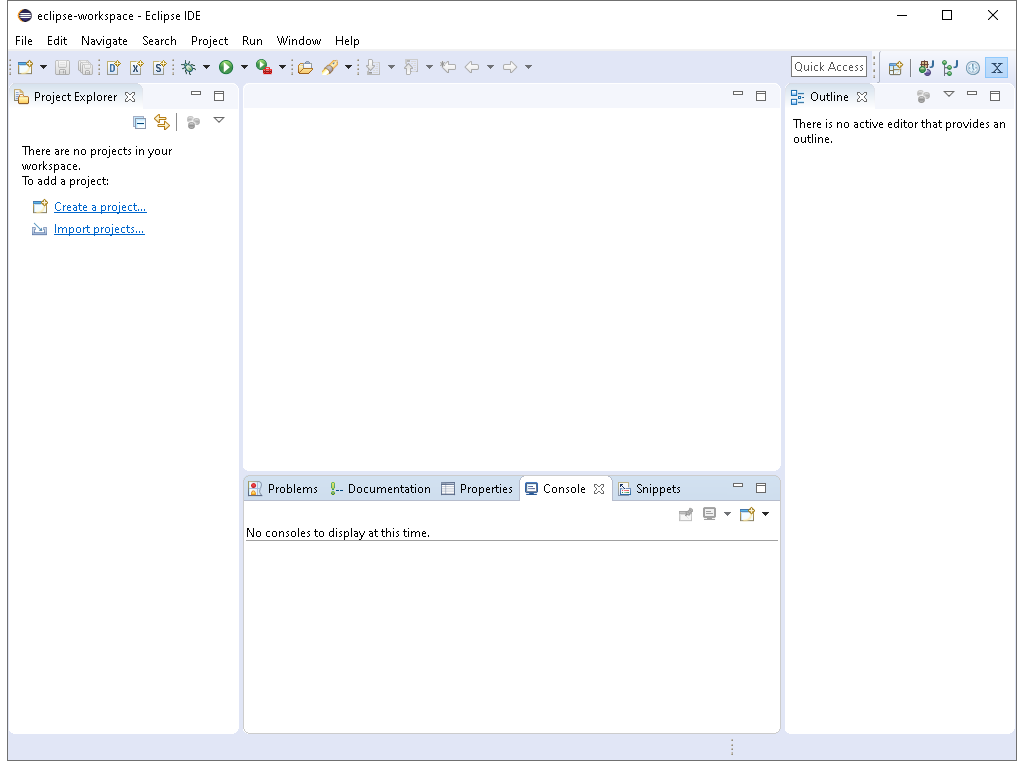 eclipse-workspace - Eclipse IDE
File Edit Navigate Search Project Run Window Help
Quick Access
Project Explorer
There are no projects in your
workspace.
To add a project:
Create a project...
Import projects...
Outline
There is no active editor that provides an
outline.
Problems Documentation Properties Console Snippets
No consoles to display at this time.